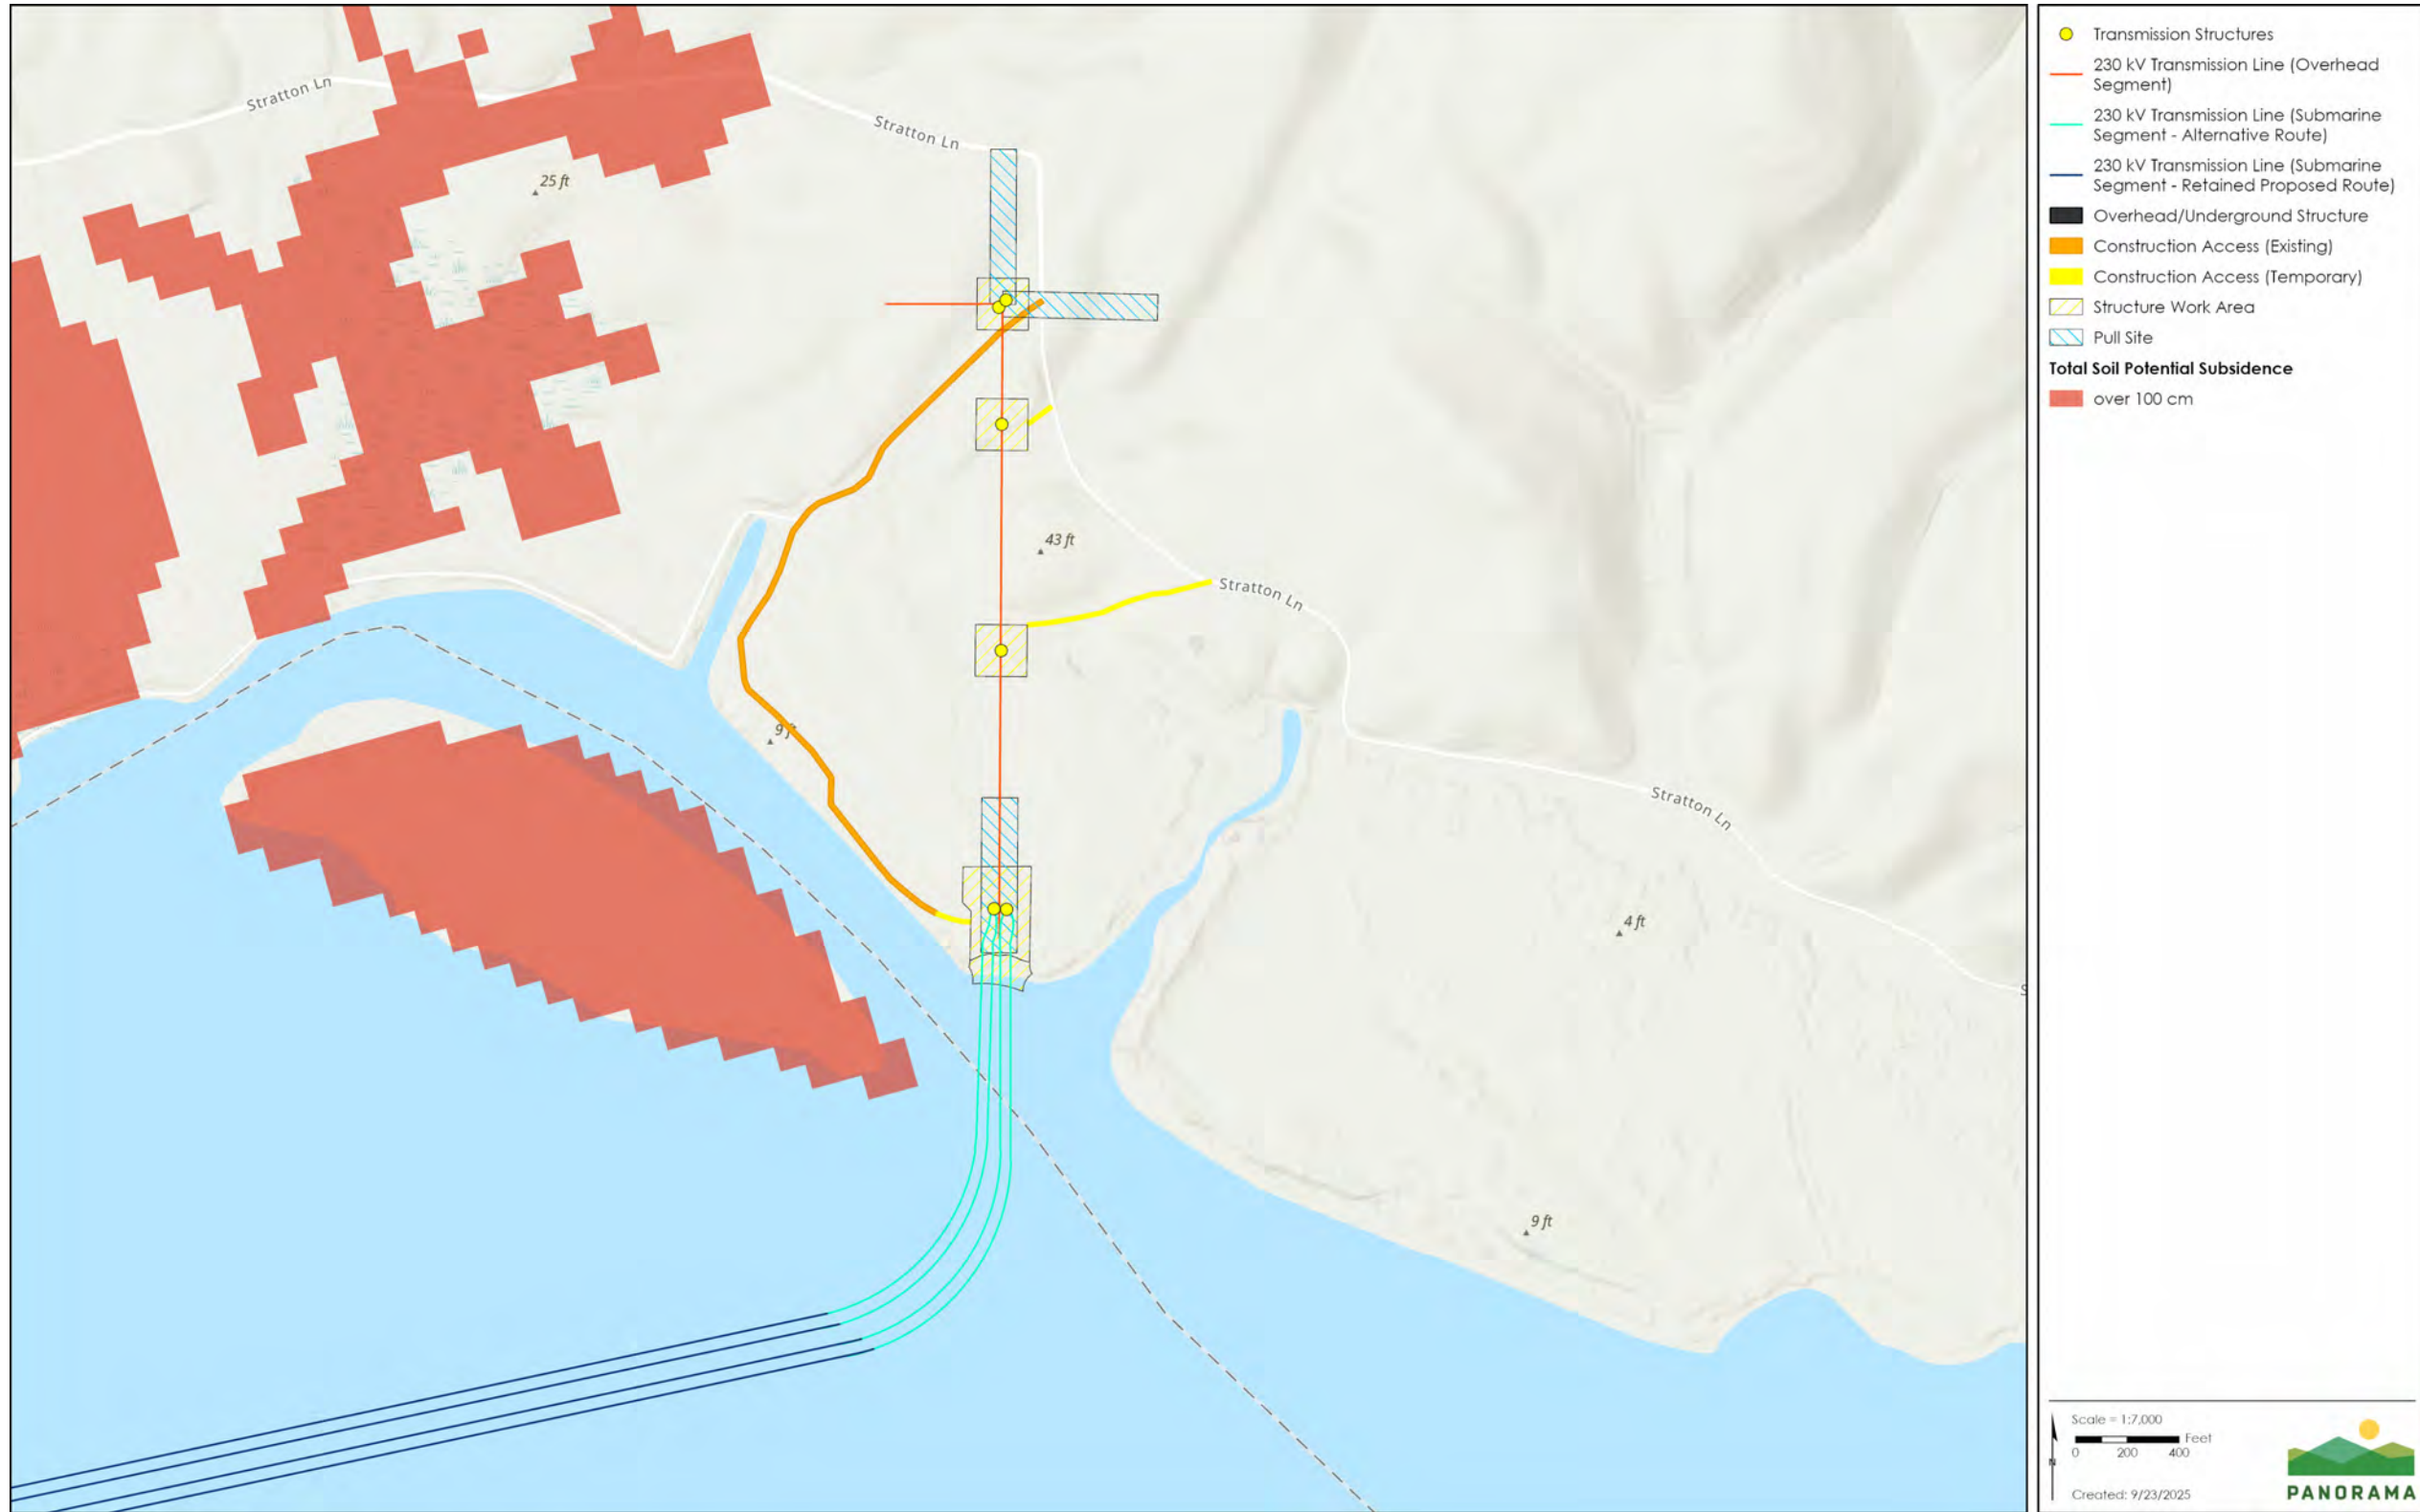 Stratton Ln
Stratton Ln
25 ft
43 ft
Stratton Ln
9 ft
Stratton Ln
4 ft
S
9 ft
Transmission Structures
230 kV Transmission Line (Overhead
Segment)
230 kV Transmission Line (Submarine
Segment - Alternative Route)
230 kV Transmission Line (Submarine
Segment - Retained Proposed Route)
Overhead/Underground Structure
Construction Access (Existing)
Construction Access (Temporary)
Structure Work Area
Pull Site
Total Soil Potential Subsidence
over 100 cm
Scale = 1:7,000
Feet
0 200 400
N
Created: 9/23/2025
PANORAMA